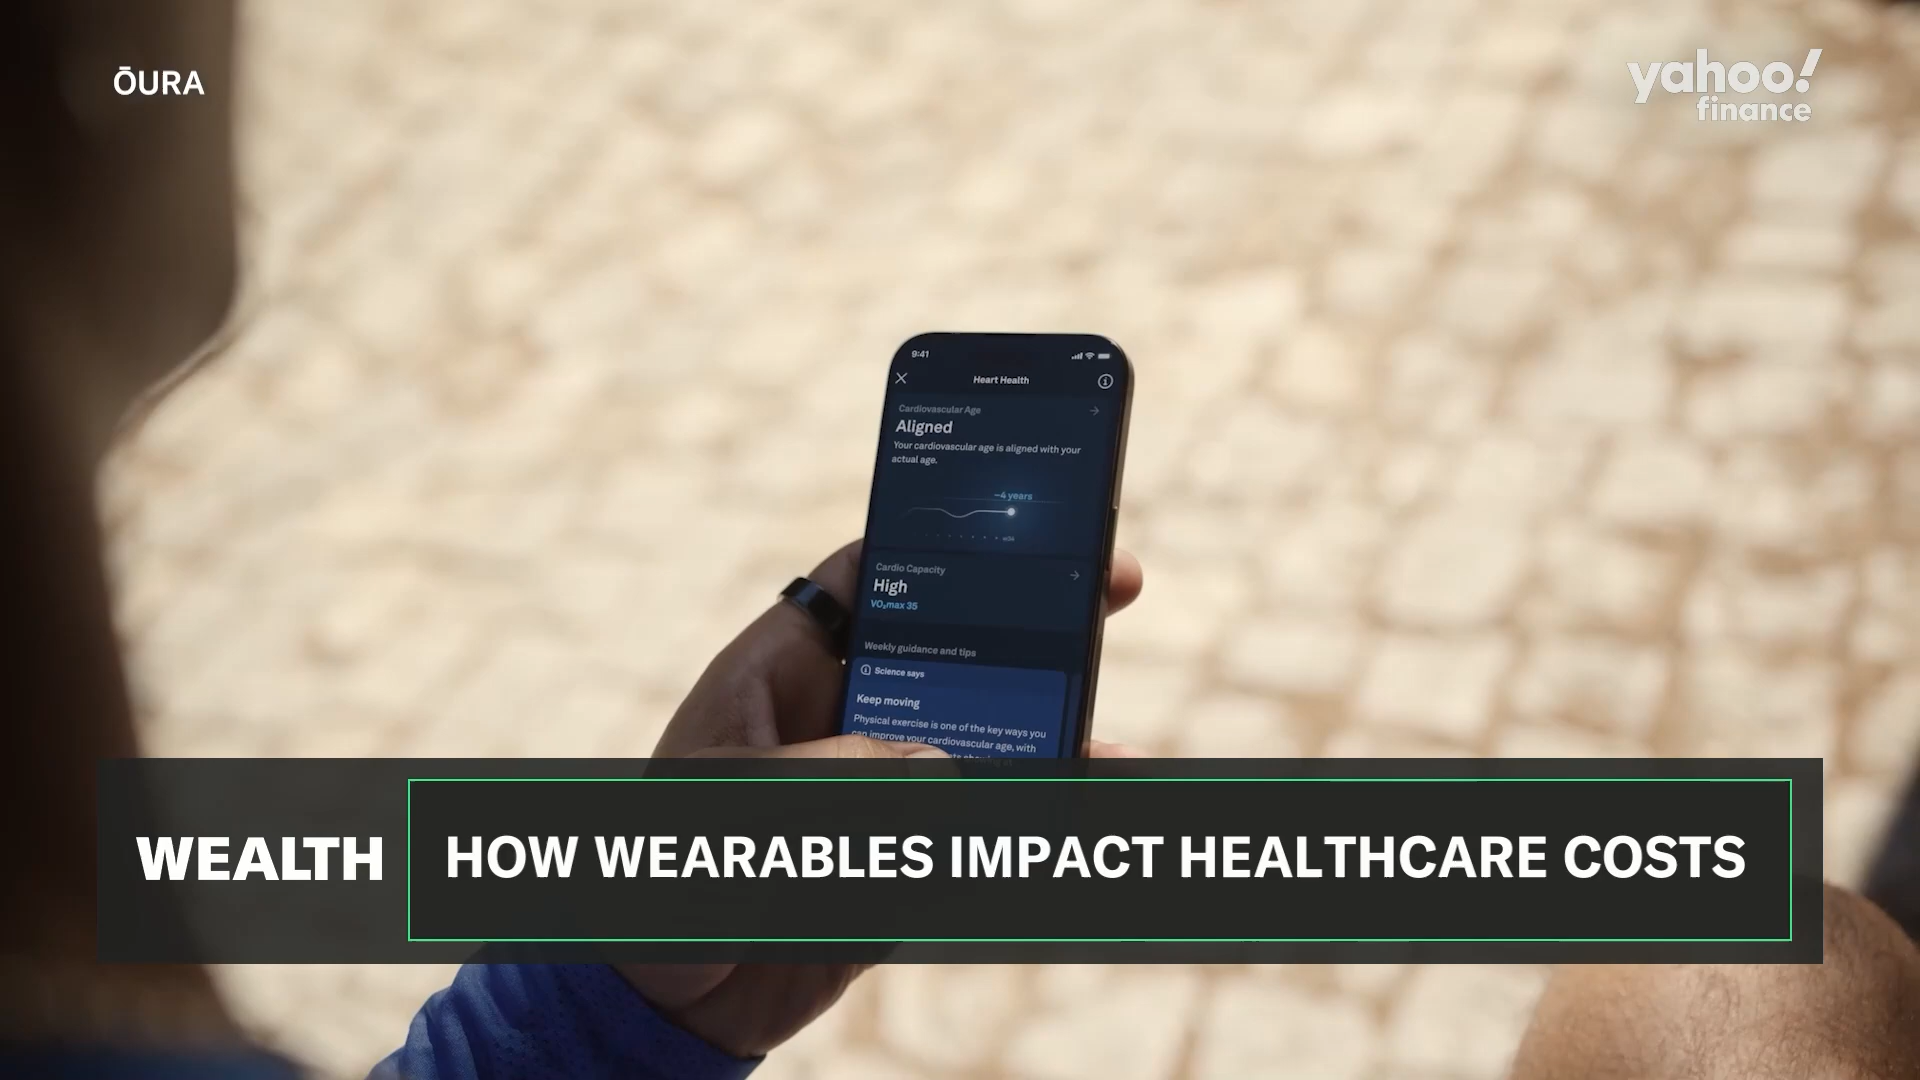 ŌURA
yahoo!
finance
9:41
Heart Health
Cardiovascular Age
Aligned
Your cardiovascular age is aligned with your
actual age.
~4 years
Cardio Capacity
High
VO₂max 35
Weekly guidance and tips
Science says
Keep moving
Physical exercise is one of the key ways you
can improve your cardiovascular age, with
WEALTH
HOW WEARABLES IMPACT HEALTHCARE COSTS